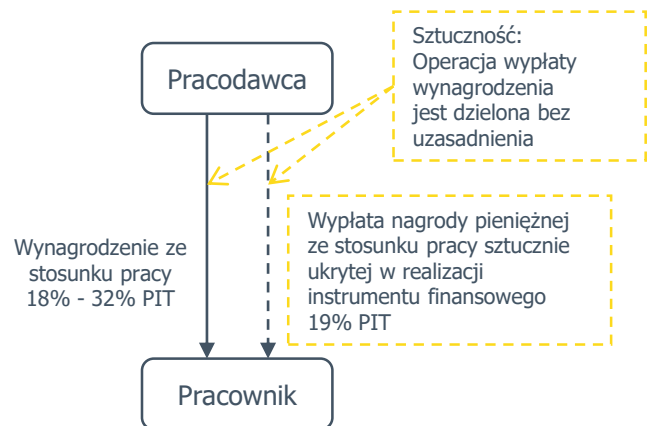 Sztuczność:
Operacja wypłaty
wynagrodzenia
jest dzielona bez
uzasadnienia
Pracodawca
Wynagrodzenie ze
stosunku pracy
18% - 32% PIT
Wypłata nagrody pieniężnej
ze stosunku pracy sztucznie
ukrytej w realizacji
instrumentu finansowego
19% PIT
Pracownik